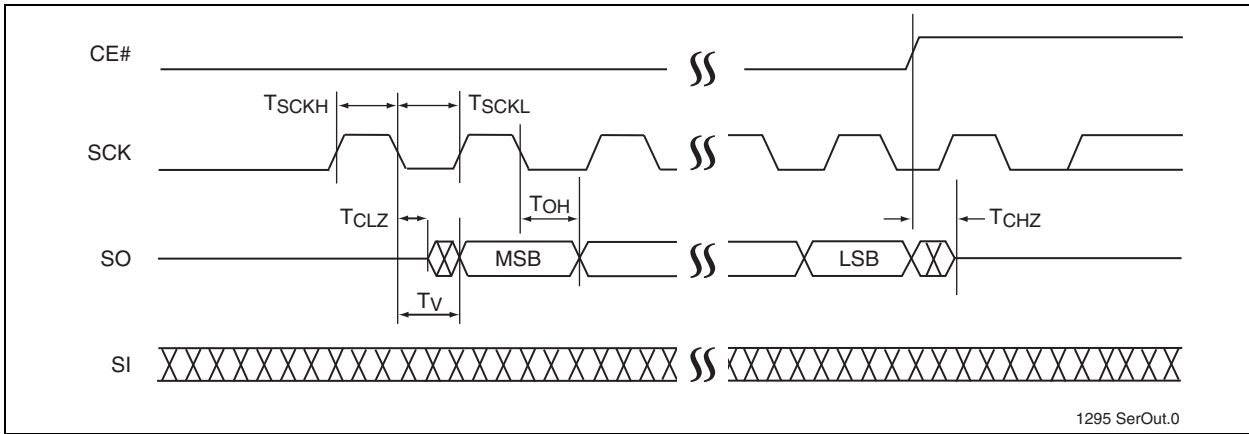 CE#
TSCKH
TSCKL
SCK
TOH
TCLZ
TCHZ
SO
MSB
LSB
TV
SI
1295 SerOut.0